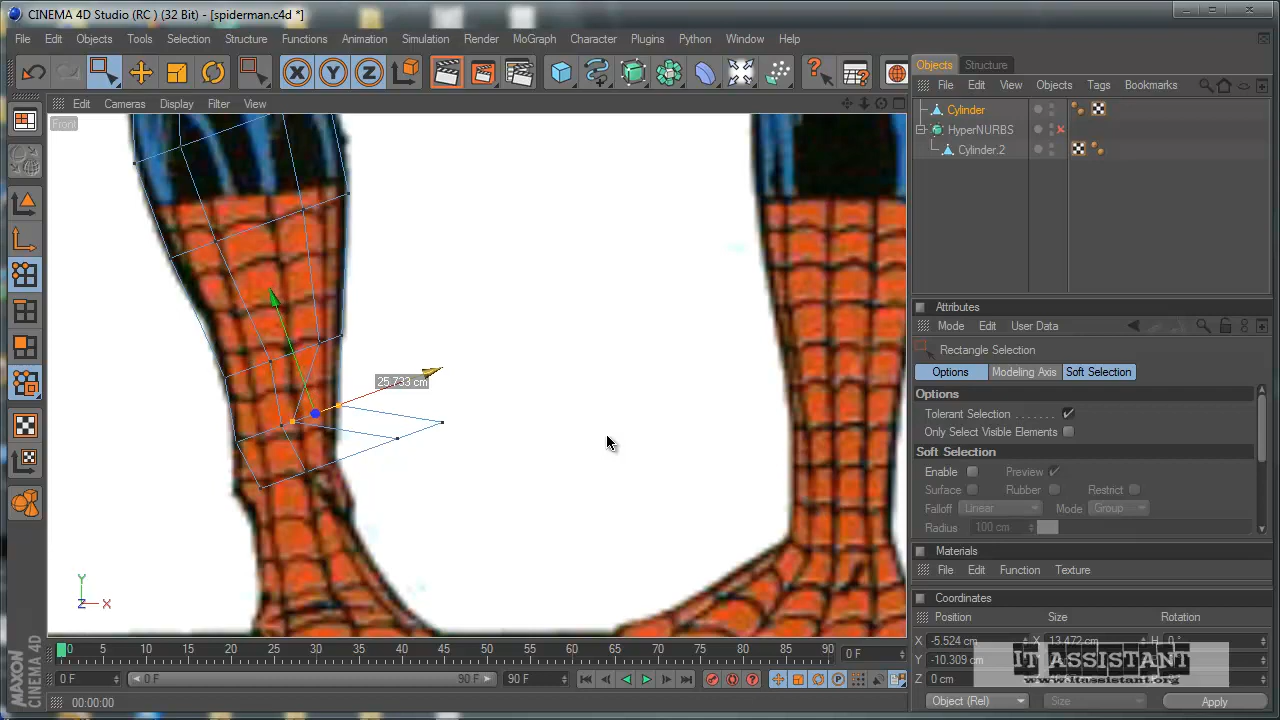 CINEMA 4D Studio (RC ) (32 Bit) - [spiderman.c4d *]
File Edit Objects Tools Selection Structure Functions Animation Simulation Render MoGraph Character Plugins Python Window Help
X Y Z
Objects Structure
File Edit View Objects Tags Bookmarks
Edit Cameras Display Filter View
Front
Cylinder
HyperNURBS
Cylinder.2
Attributes
Mode Edit User Data
Rectangle Selection
Options Modeling Axis Soft Selection
Options
Tolerant Selection . . . . . . .
Only Select Visible Elements
Soft Selection
Enable Preview
Surface Rubber Restrict
Falloff Linear Mode Group
Radius 100 cm
25.733 cm
Materials
File Edit Function Texture
Coordinates
Position Size Rotation
X -5.524 cm X 13.472 cm H 0 °
Y -10.309 cm
Z 0 cm
Object (Rel) Size Apply
IT ASSISTANT
www.itassistant.org
Y
Z X
0 5 10 15 20 25 30 35 40 45 50 55 60 65 70 75 80 85 90
0 F
0 F 0 F 90 F 90 F
MAXON
CINEMA 4D
00:00:00